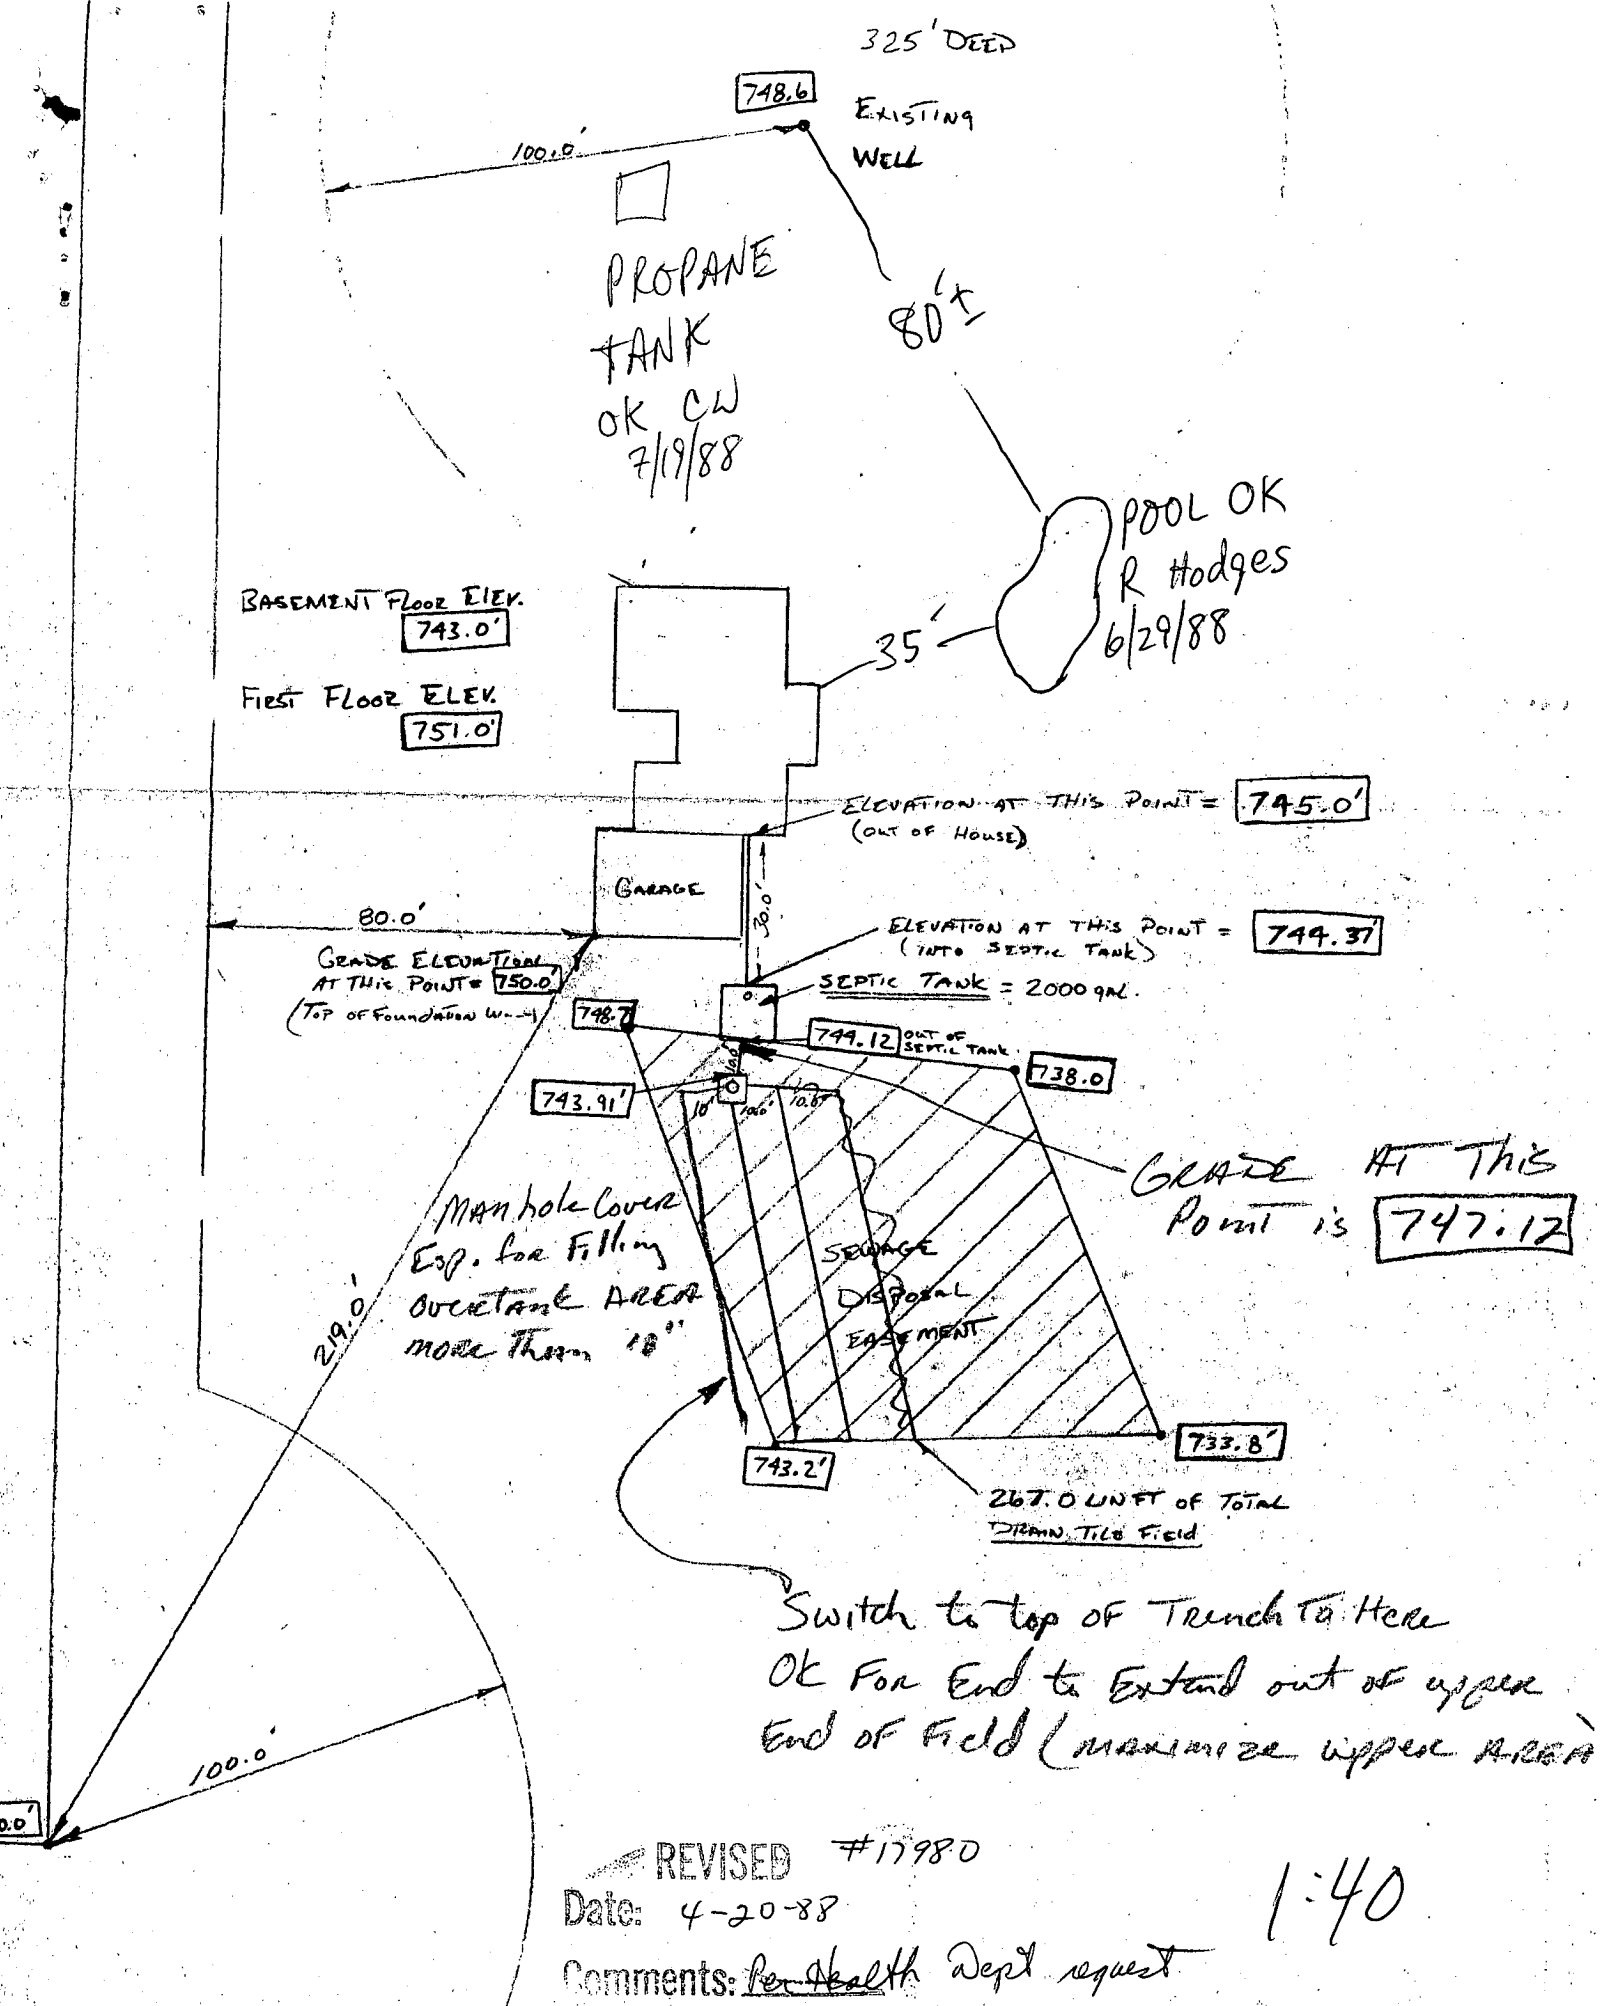 325' DEEP
748.6
EXISTING
WELL
100.0'
PROPANE
TANK
OK CW
7/19/88
80'±
POOL OK
R Hodges
6/29/88
35'
BASEMENT FLOOR ELEV.
743.0'
FIRST FLOOR ELEV.
751.0'
ELEVATION AT THIS POINT = 745.0'
(OUT OF HOUSE)
GARAGE
30.0'
80.0'
ELEVATION AT THIS POINT = 744.37'
(INTO SEPTIC TANK)
GRADE ELEVATION
AT THIS POINT = 750.0'
(TOP OF FOUNDATION
SEPTIC TANK = 2000 gal.
748.7
744.12 OUT OF
SEPTIC TANK
738.0
743.91'
10' 10.0' 10.0'
GRADE AT This
Point is 747.12
Manhole Cover
Esp. for Filling
OVERTANK AREA
more Than 18"
SEWAGE
DISPOSAL
EASEMENT
219.0'
733.8'
743.2'
267.0 LIN FT OF TOTAL
DRAIN TILE Field
Switch to top OF Trench To Here
OK For End to Extend out OF upper
End OF Field (MAXIMIZE upper AREA
100.0'
0.0'
REVISED #17980
Date: 4-20-88
1:40
Comments: Per Health Dept request